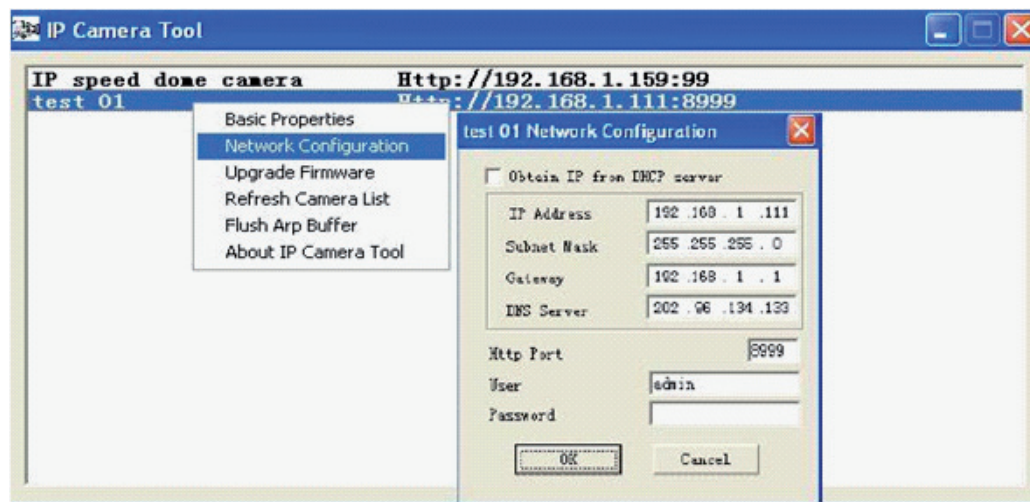 IP Camera Tool
IP speed dome camera Http://192.168.1.159:99
test 01 Http://192.168.1.111:8999
Basic Properties
Network Configuration
Upgrade Firmware
Refresh Camera List
Flush Arp Buffer
About IP Camera Tool
test 01 Network Configuration
Obtain IP from DHCP server
IP Address 192 .168 . 1 .111
Subnet Mask 255 .255 .255 . 0
Gateway 192 .168 . 1 . 1
DNS Server 202 . 96 .134 .133
Http Port 8999
User admin
Password
OK Cancel